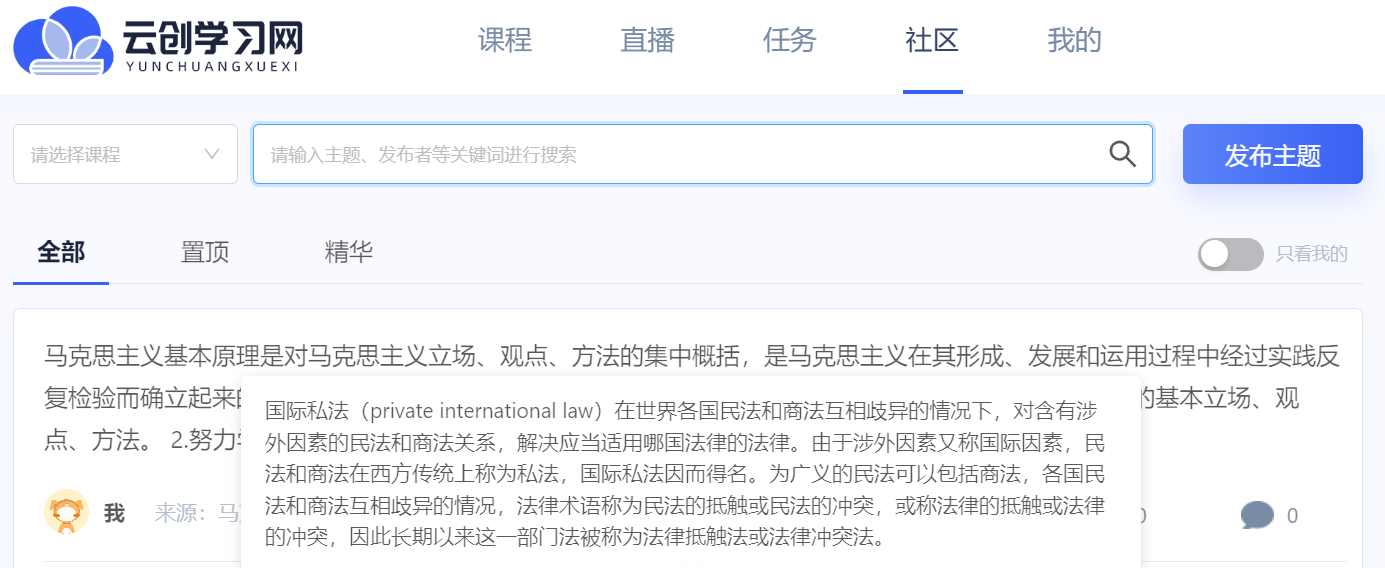 云创学习网
YUNCHUANGXUEXI
课程
直播
任务
社区
我的
请选择课程
请输入主题、发布者等关键词进行搜索
发布主题
全部
置顶
精华
只看我的
马克思主义基本原理是对马克思主义立场、观点、方法的集中概括，是马克思主义在其形成、发展和运用过程中经过实践反
复检验而确立起来的
的基本立场、观
点、方法。 2.努力
国际私法（private international law）在世界各国民法和商法互相歧异的情况下，对含有涉
外因素的民法和商法关系，解决应当适用哪国法律的法律。由于涉外因素又称国际因素，民
法和商法在西方传统上称为私法，国际私法因而得名。为广义的民法可以包括商法，各国民
法和商法互相歧异的情况，法律术语称为民法的抵触或民法的冲突，或称法律的抵触或法律
的冲突，因此长期以来这一部门法被称为法律抵触法或法律冲突法。
我
来源：马
0
0